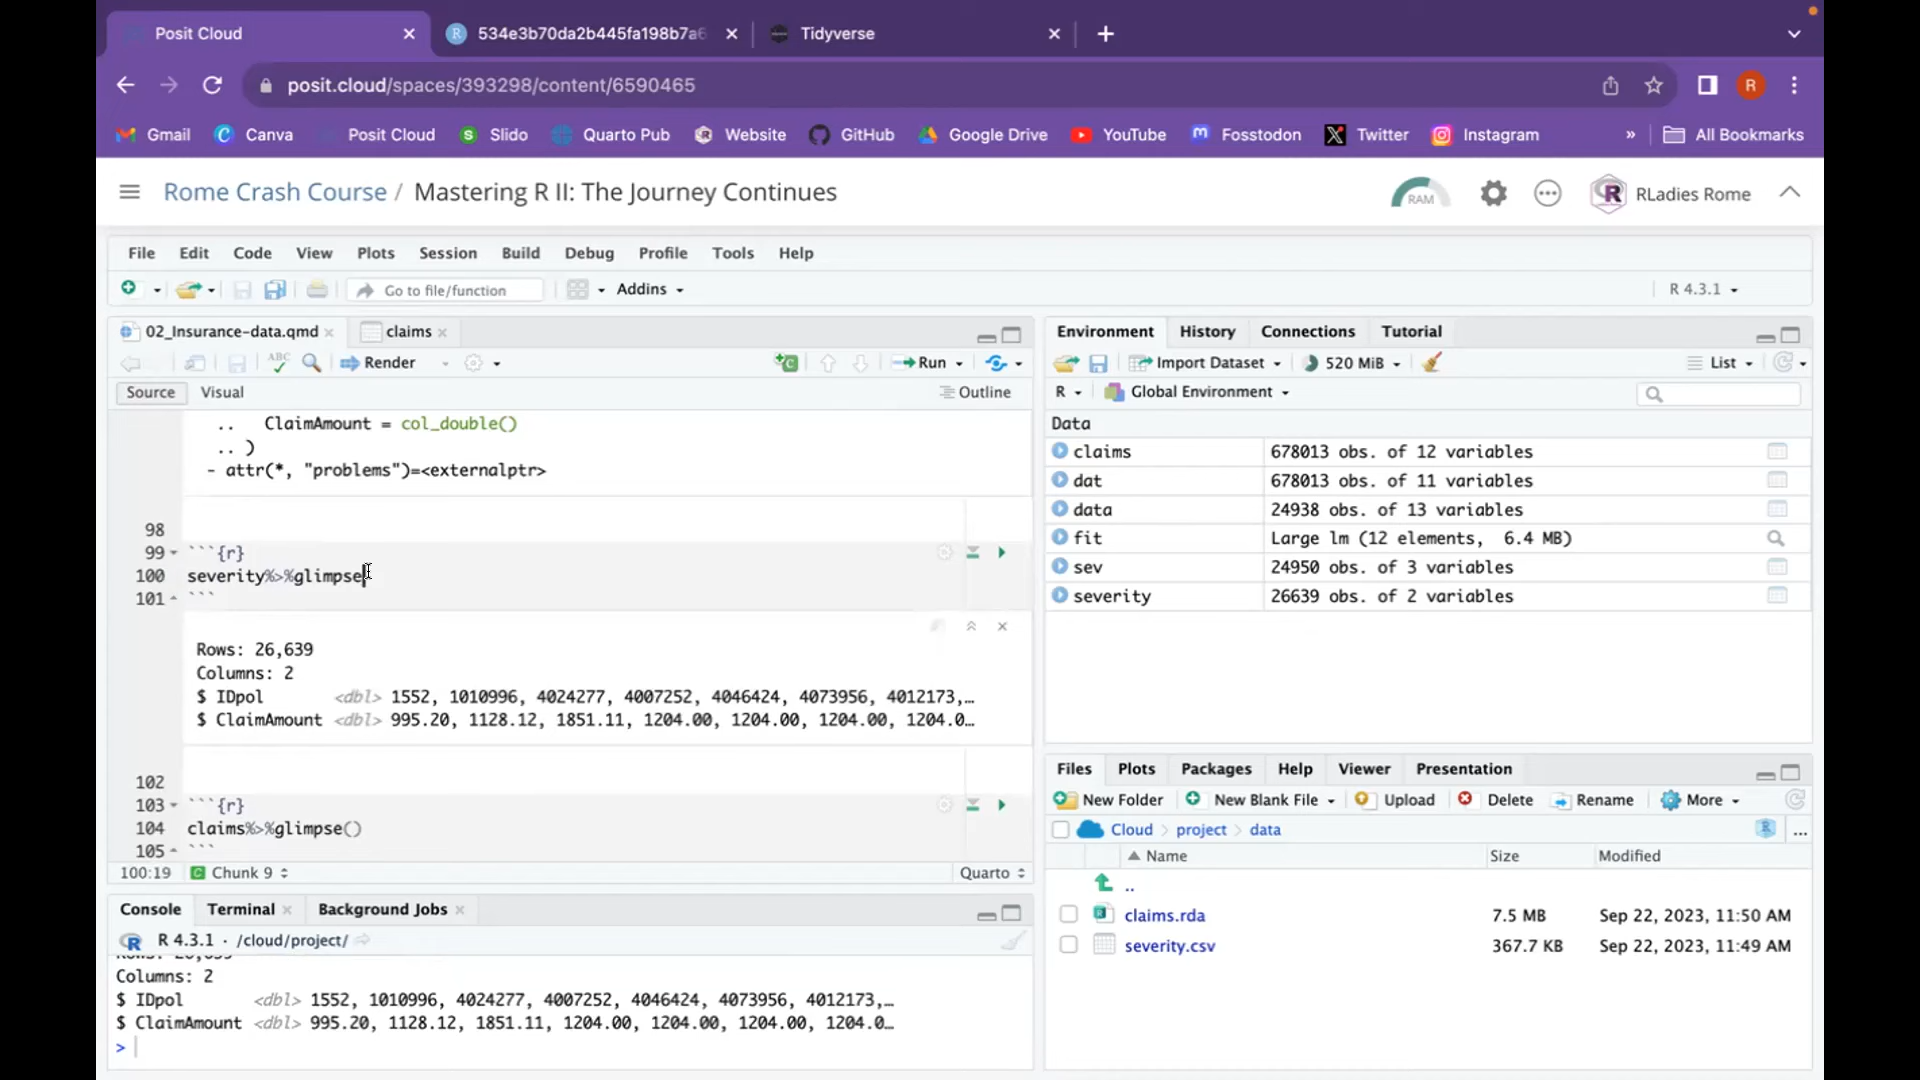 Posit Cloud
534e3b70da2b445fa198b7a6
Tidyverse
posit.cloud/spaces/393298/content/6590465
R
Gmail
Canva
Posit Cloud
Slido
Quarto Pub
Website
GitHub
Google Drive
YouTube
Fosstodon
Twitter
Instagram
»
All Bookmarks
Rome Crash Course / Mastering R II: The Journey Continues
RAM
RLadies Rome
File Edit Code View Plots Session Build Debug Profile Tools Help
Go to file/function
Addins
R 4.3.1
02_Insurance-data.qmd
claims
ABC
Render
Run
Source
Visual
Outline
.. ClaimAmount = col_double()
.. )
- attr(*, "problems")=<externalptr>
98
99 ```{r}
100 severity%>%glimpse
101 ```
Rows: 26,639
Columns: 2
$ IDpol <dbl> 1552, 1010996, 4024277, 4007252, 4046424, 4073956, 4012173,…
$ ClaimAmount <dbl> 995.20, 1128.12, 1851.11, 1204.00, 1204.00, 1204.00, 1204.0…
102
103 ```{r}
104 claims%>%glimpse()
105 ```
100:19
Chunk 9
Quarto
Console
Terminal
Background Jobs
R 4.3.1 · /cloud/project/
Columns: 2
$ IDpol <dbl> 1552, 1010996, 4024277, 4007252, 4046424, 4073956, 4012173,…
$ ClaimAmount <dbl> 995.20, 1128.12, 1851.11, 1204.00, 1204.00, 1204.00, 1204.0…
>
Environment History Connections Tutorial
Import Dataset
520 MiB
List
R
Global Environment
Data
claims 678013 obs. of 12 variables
dat 678013 obs. of 11 variables
data 24938 obs. of 13 variables
fit Large lm (12 elements, 6.4 MB)
sev 24950 obs. of 3 variables
severity 26639 obs. of 2 variables
Files Plots Packages Help Viewer Presentation
New Folder
New Blank File
Upload
Delete
Rename
More
Cloud > project > data
...
Name Size Modified
..
claims.rda 7.5 MB Sep 22, 2023, 11:50 AM
severity.csv 367.7 KB Sep 22, 2023, 11:49 AM